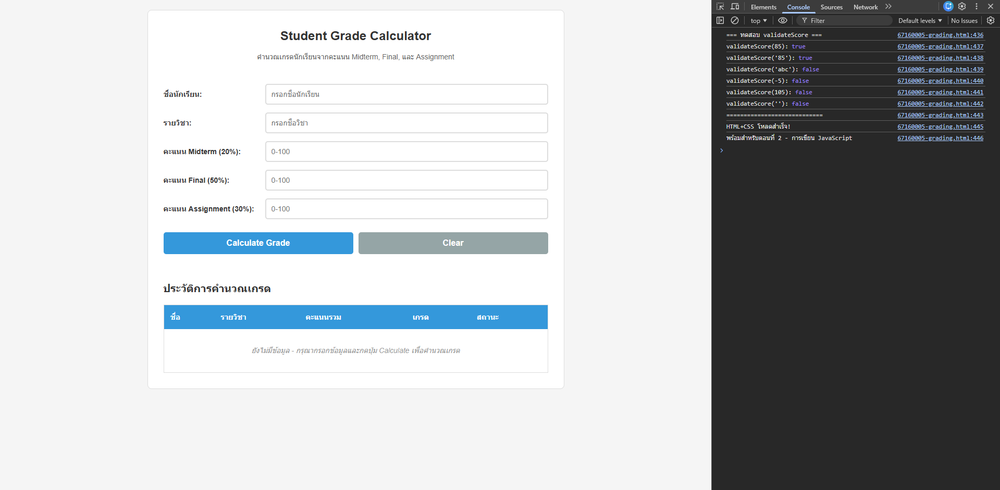 Student Grade Calculator
คำนวณเกรดนักเรียนจากคะแนน Midterm, Final, และ Assignment
ชื่อนักเรียน:
กรอกชื่อนักเรียน
รายวิชา:
กรอกชื่อวิชา
คะแนน Midterm (20%):
0-100
คะแนน Final (50%):
0-100
คะแนน Assignment (30%):
0-100
Calculate Grade
Clear
ประวัติการคำนวณเกรด
ชื่อ รายวิชา คะแนนรวม เกรด สถานะ
ยังไม่มีข้อมูล - กรุณากรอกข้อมูลและกดปุ่ม Calculate เพื่อคำนวณเกรด
Elements Console Sources Network
top Filter Default levels No Issues
=== ทดสอบ validateScore === 67160005-grading.html:436
validateScore(85): true 67160005-grading.html:437
validateScore('85'): true 67160005-grading.html:438
validateScore('abc'): false 67160005-grading.html:439
validateScore(-5): false 67160005-grading.html:440
validateScore(105): false 67160005-grading.html:441
validateScore(''): false 67160005-grading.html:442
============================ 67160005-grading.html:443
HTML+CSS โหลดสำเร็จ! 67160005-grading.html:445
พร้อมสำหรับตอนที่ 2 - การเขียน JavaScript 67160005-grading.html:446